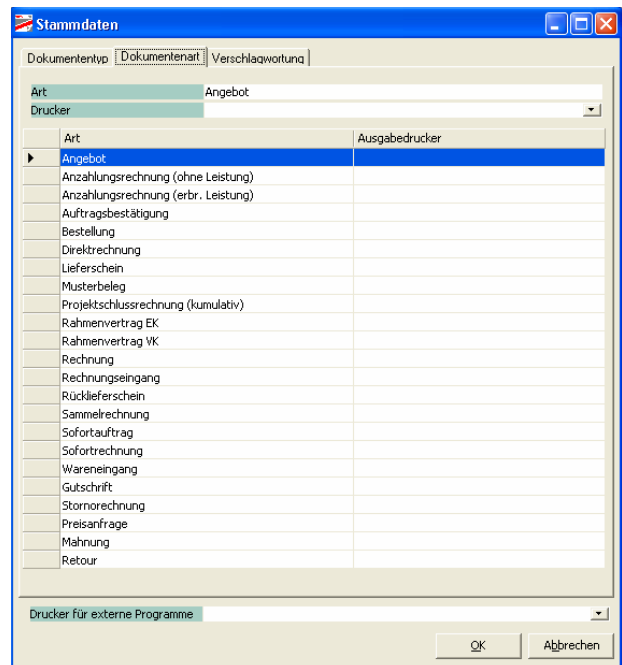 Stammdaten
Dokumententyp Dokumentenart Verschlagwortung
Art Angebot
Drucker
Art Ausgabedrucker
Angebot
Anzahlungsrechnung (ohne Leistung)
Anzahlungsrechnung (erbr. Leistung)
Auftragsbestätigung
Bestellung
Direktrechnung
Lieferschein
Musterbeleg
Projektschlussrechnung (kumulativ)
Rahmenvertrag EK
Rahmenvertrag VK
Rechnung
Rechnungseingang
Rücklieferschein
Sammelrechnung
Sofortauftrag
Sofortrechnung
Wareneingang
Gutschrift
Stornorechnung
Preisanfrage
Mahnung
Retour
Drucker für externe Programme
OK Abbrechen